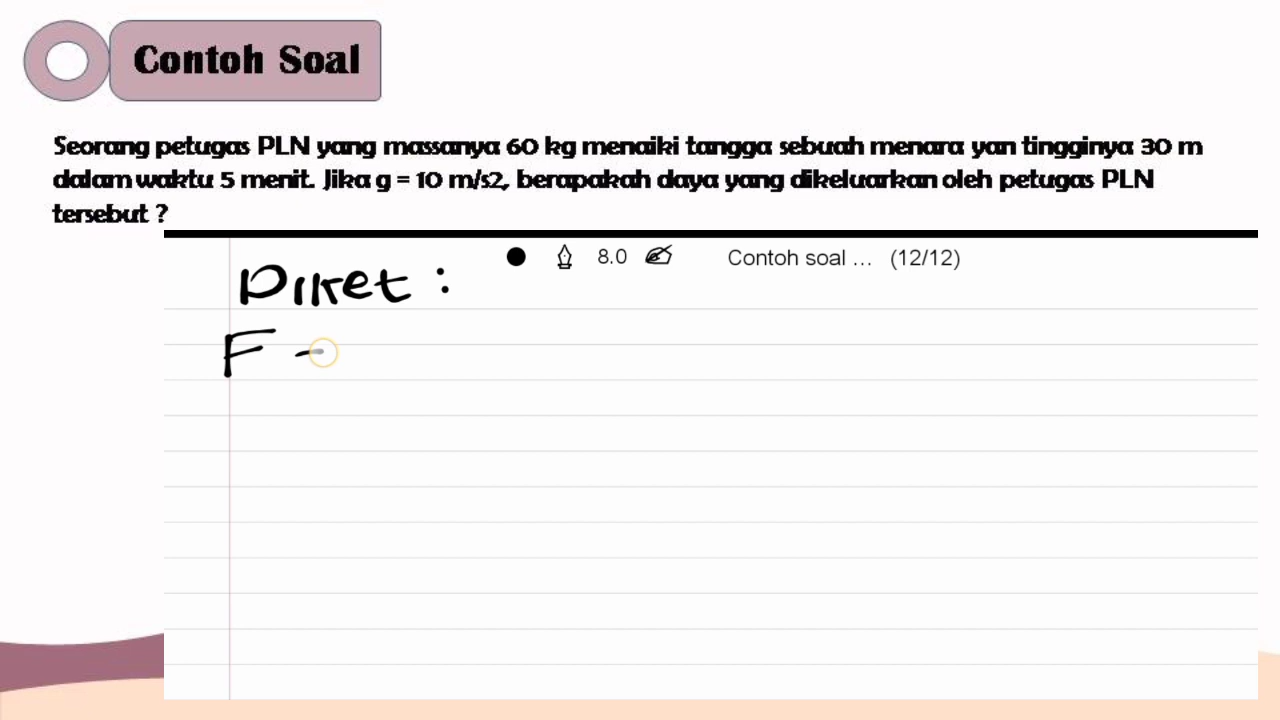 Contoh Soal
Seorang petugas PLN yang massanya 60 kg menaiki tangga sebuah menara yan tingginya 30 m
dalam waktu 5 menit. Jika g = 10 m/s2, berapakah daya yang dikeluarkan oleh petugas PLN
tersebut ?
8.0 Contoh soal ... (12/12)
Diket :
F -